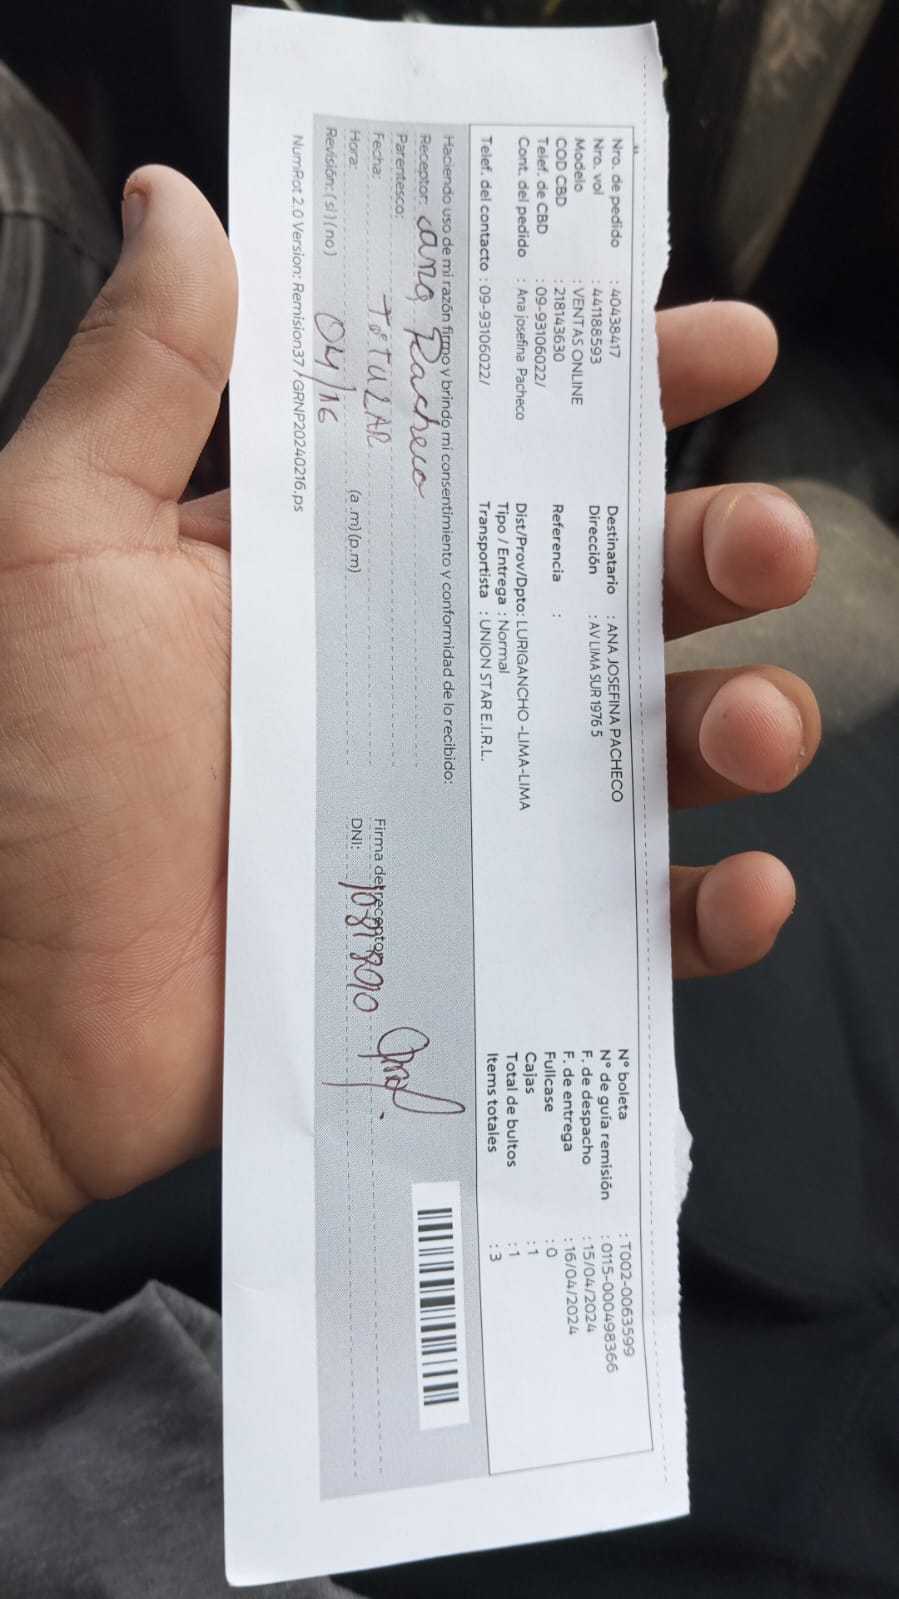 Nro. de pedido : 40438417
Nro. vol : 441188593
Modelo : VENTAS ONLINE
COD CBD : 218143630
Telef. de CBD : 09-93106022/
Cont. del pedido : Ana josefina Pacheco
Telef. del contacto : 09-93106022/
Destinatario : ANA JOSEFINA PACHECO
Dirección : AV LIMA SUR 1976 5
Referencia :
Dist/Prov/Dpto: LURIGANCHO -LIMA-LIMA
Tipo / Entrega : Normal
Transportista : UNION STAR E.I.R.L.
N° boleta : T002-0063599
N° de guía remisión : 0115-000498366
F. de despacho : 15/04/2024
F. de entrega : 16/04/2024
Fullcase : 0
Cajas : 1
Total de bultos : 1
Items totales : 3
Haciendo uso de mi razón firmo y brindo mi consentimiento y conformidad de lo recibido:
Receptor: Ana Pacheco
Parentesco: TITULAR
Fecha: 04/16
Hora: (a .m) (p.m)
Revisión: ( si ) ( no )
Firma de receptor:
DNI:
NumRot 2.0 Version: Remision37 / GRNP20240216.ps